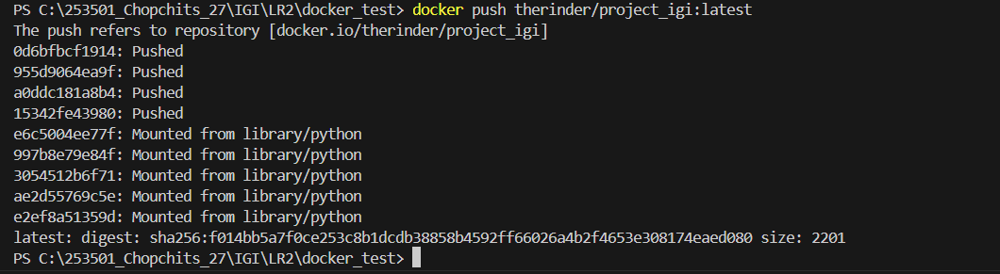 PS C:\253501_Chopchits_27\IGI\LR2\docker_test> docker push therinder/project_igi:latest
The push refers to repository [docker.io/therinder/project_igi]
0d6bfbcf1914: Pushed
955d9064ea9f: Pushed
a0ddc181a8b4: Pushed
15342fe43980: Pushed
e6c5004ee77f: Mounted from library/python
997b8e79e84f: Mounted from library/python
3054512b6f71: Mounted from library/python
ae2d55769c5e: Mounted from library/python
e2ef8a51359d: Mounted from library/python
latest: digest: sha256:f014bb5a7f0ce253c8b1dcdb38858b4592ff66026a4b2f4653e308174eaed080 size: 2201
PS C:\253501_Chopchits_27\IGI\LR2\docker_test>